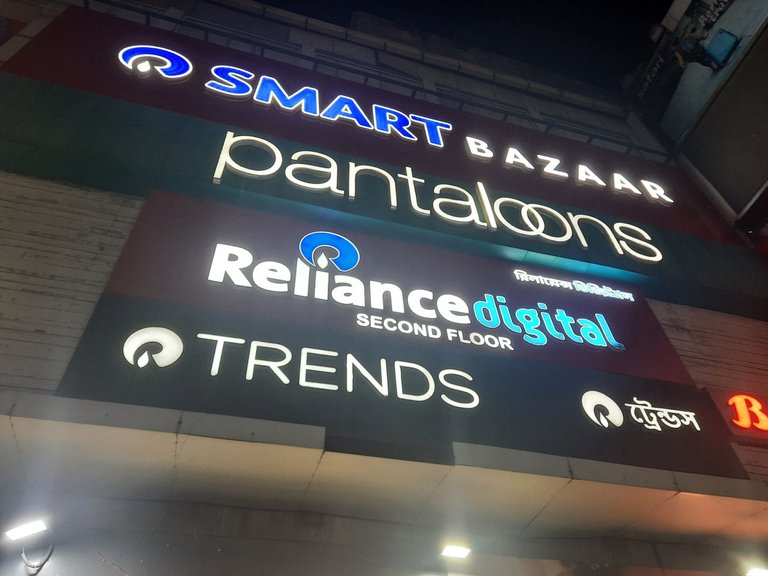 SMART BAZAAR
pantaloons
রিলায়েন্স ডিজিটাল
Reliance digital
SECOND FLOOR
TRENDS
ট্রেন্ডস
B